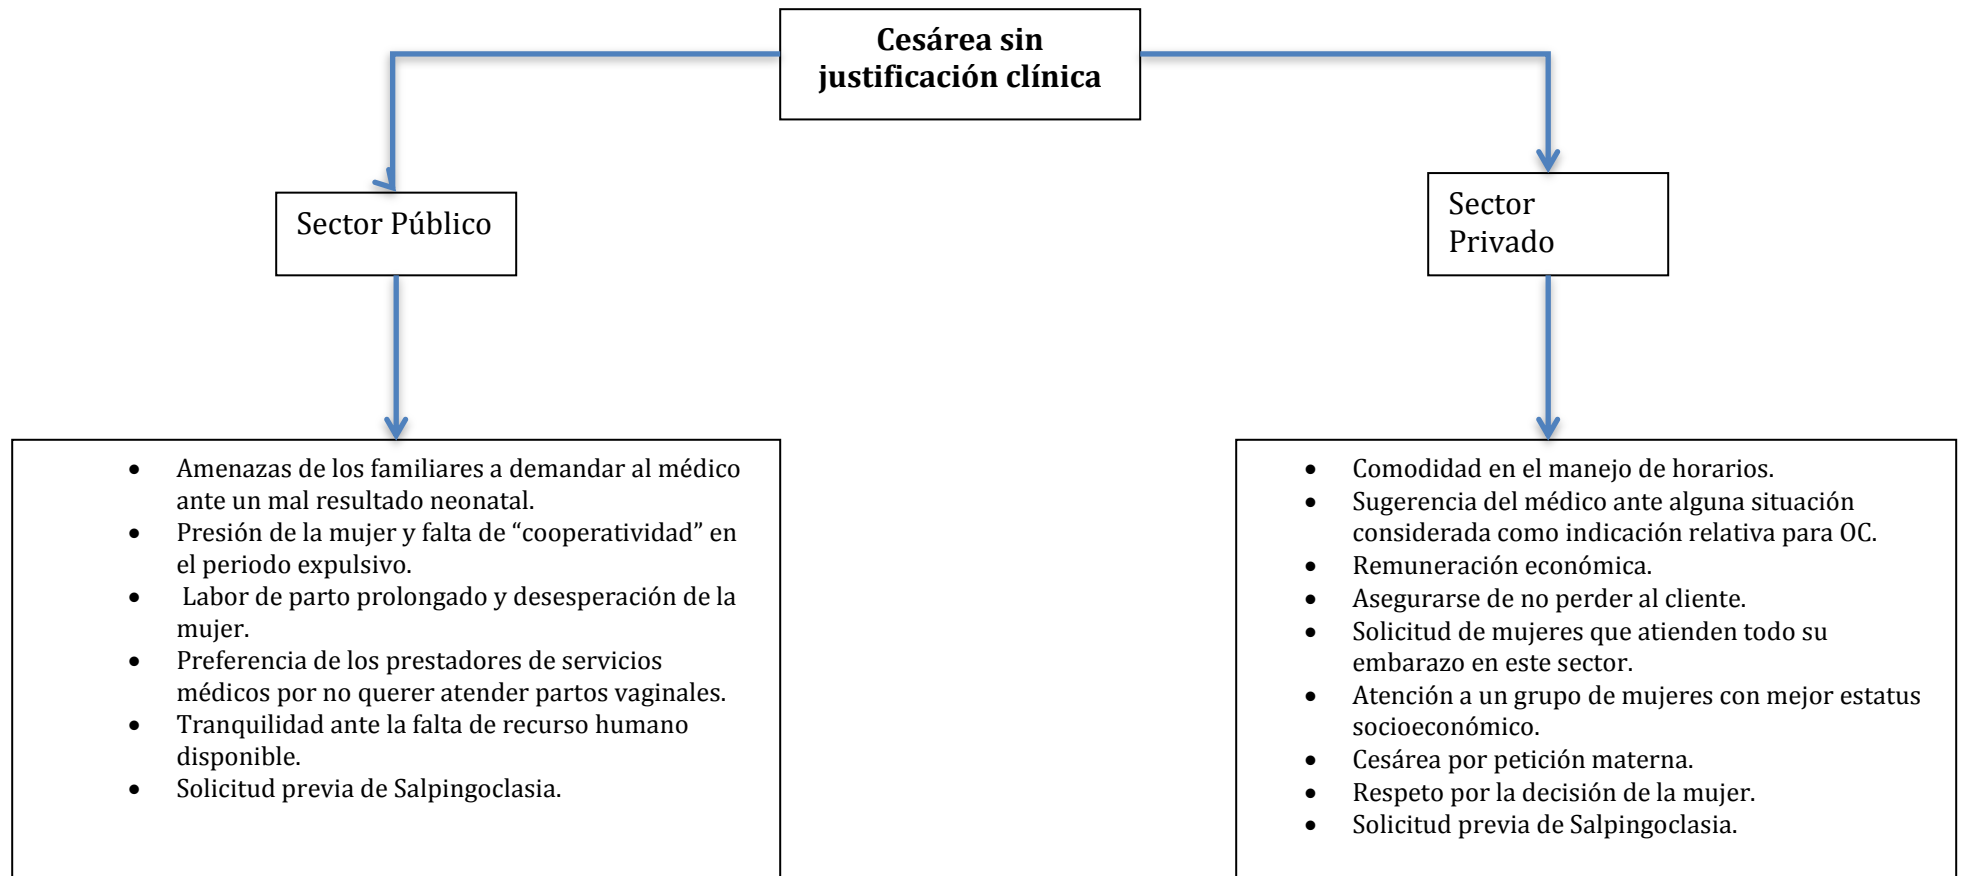 Cesárea sin
justificación clínica
Sector Público
Sector
Privado
• Amenazas de los familiares a demandar al médico
ante un mal resultado neonatal.
• Presión de la mujer y falta de “cooperatividad” en
el periodo expulsivo.
• Labor de parto prolongado y desesperación de la
mujer.
• Preferencia de los prestadores de servicios
médicos por no querer atender partos vaginales.
• Tranquilidad ante la falta de recurso humano
disponible.
• Solicitud previa de Salpingoclasia.
• Comodidad en el manejo de horarios.
• Sugerencia del médico ante alguna situación
considerada como indicación relativa para OC.
• Remuneración económica.
• Asegurarse de no perder al cliente.
• Solicitud de mujeres que atienden todo su
embarazo en este sector.
• Atención a un grupo de mujeres con mejor estatus
socioeconómico.
• Cesárea por petición materna.
• Respeto por la decisión de la mujer.
• Solicitud previa de Salpingoclasia.